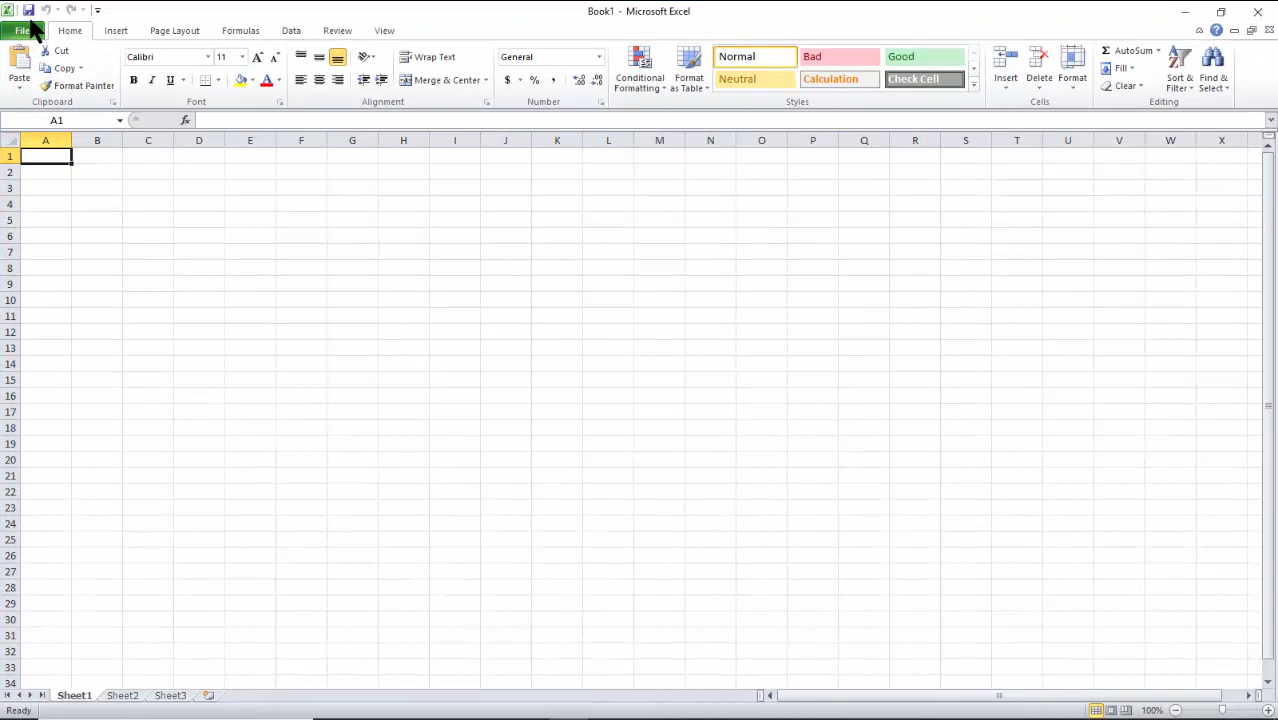 Book1 - Microsoft Excel
File Home Insert Page Layout Formulas Data Review View
Cut
Copy
Format Painter
Paste
Clipboard
Calibri 11
B I U
Font
Wrap Text
Merge & Center
Alignment
General
$ % ,
Number
Conditional Formatting
Format as Table
Normal Bad Good
Neutral Calculation Check Cell
Styles
Insert Delete Format
Cells
AutoSum
Fill
Clear
Sort & Filter
Find & Select
Editing
A1 fx
A B C D E F G H I J K L M N O P Q R S T U V W X
1
2
3
4
5
6
7
8
9
10
11
12
13
14
15
16
17
18
19
20
21
22
23
24
25
26
27
28
29
30
31
32
33
34
Sheet1 Sheet2 Sheet3
Ready 100%